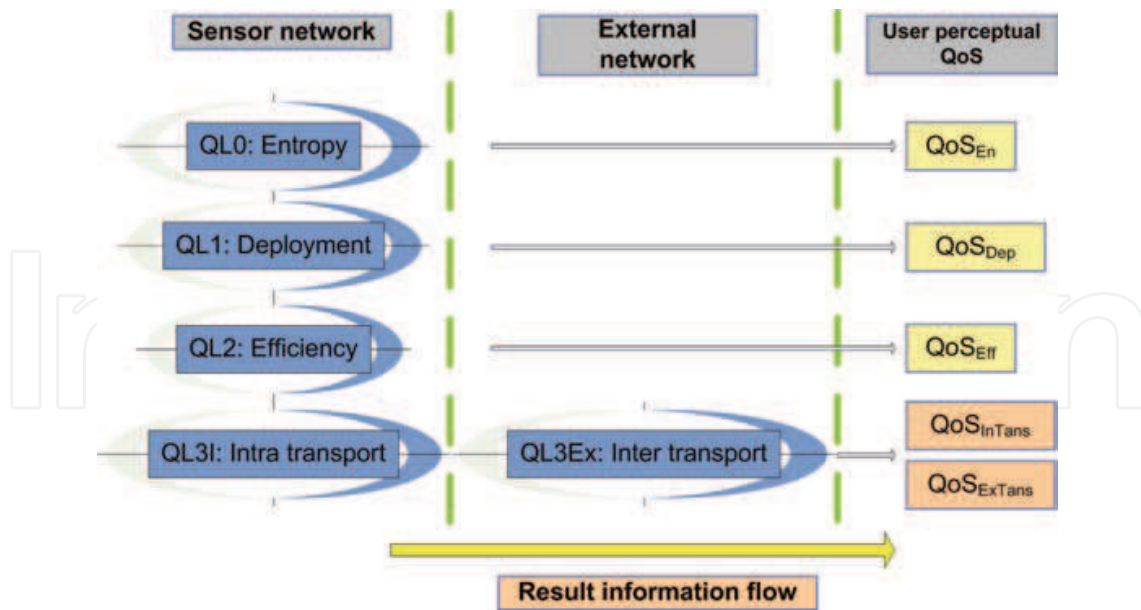 Sensor network
External
network
User perceptual
QoS
QL0: Entropy
QoSEn
QL1: Deployment
QoSDep
QL2: Efficiency
QoSEff
QL3I: Intra transport
QL3Ex: Inter transport
QoSInTans
QoSExTans
Result information flow